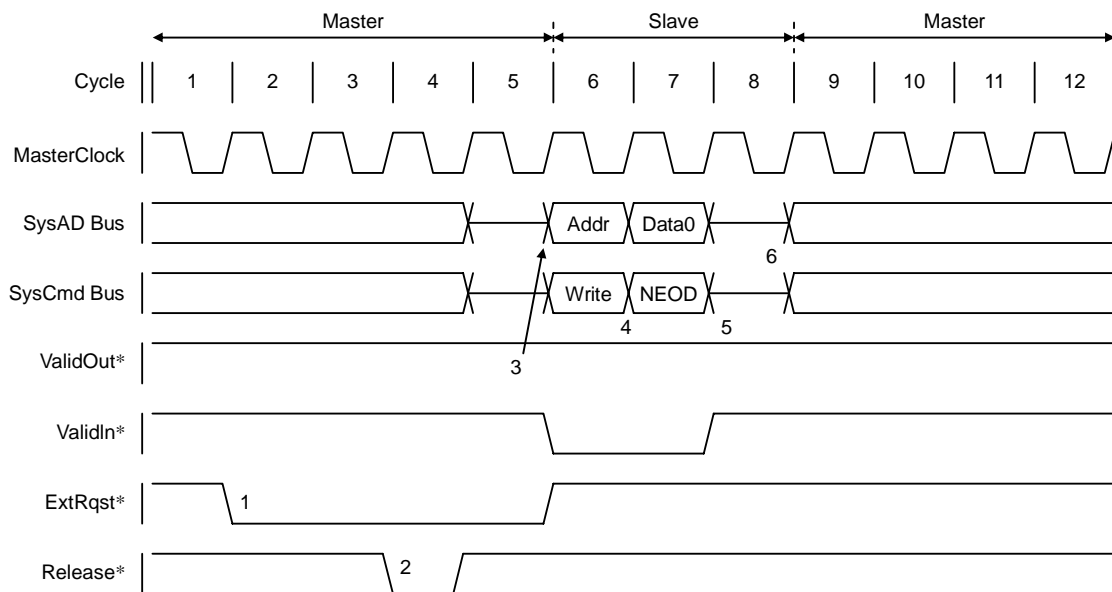 Master Slave Master
Cycle 1 2 3 4 5 6 7 8 9 10 11 12
MasterClock
SysAD Bus Addr Data0
6
SysCmd Bus Write NEOD
4 5
3
ValidOut*
ValidIn*
ExtRqst* 1
Release* 2